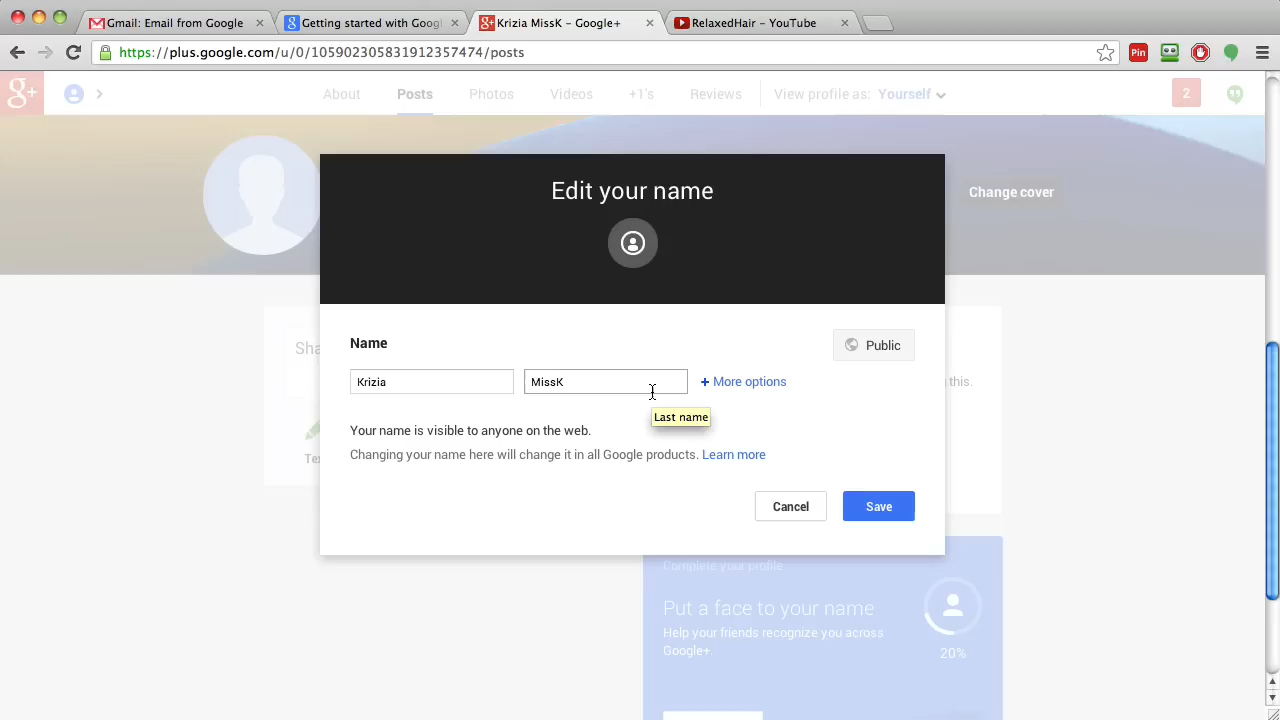 Gmail: Email from Google
Getting started with Goog
Krizia MissK – Google+
RelaxedHair – YouTube
https://plus.google.com/u/0/105902305831912357474/posts
Pin
g+
About
Posts
Photos
Videos
+1's
Reviews
View profile as: Yourself
2
Edit your name
Change cover
Name
Public
Sha
Krizia
MissK
+ More options
this.
Last name
Your name is visible to anyone on the web.
Changing your name here will change it in all Google products. Learn more
Cancel
Save
Complete your profile
Put a face to your name
Help your friends recognize you across
Google+.
20%